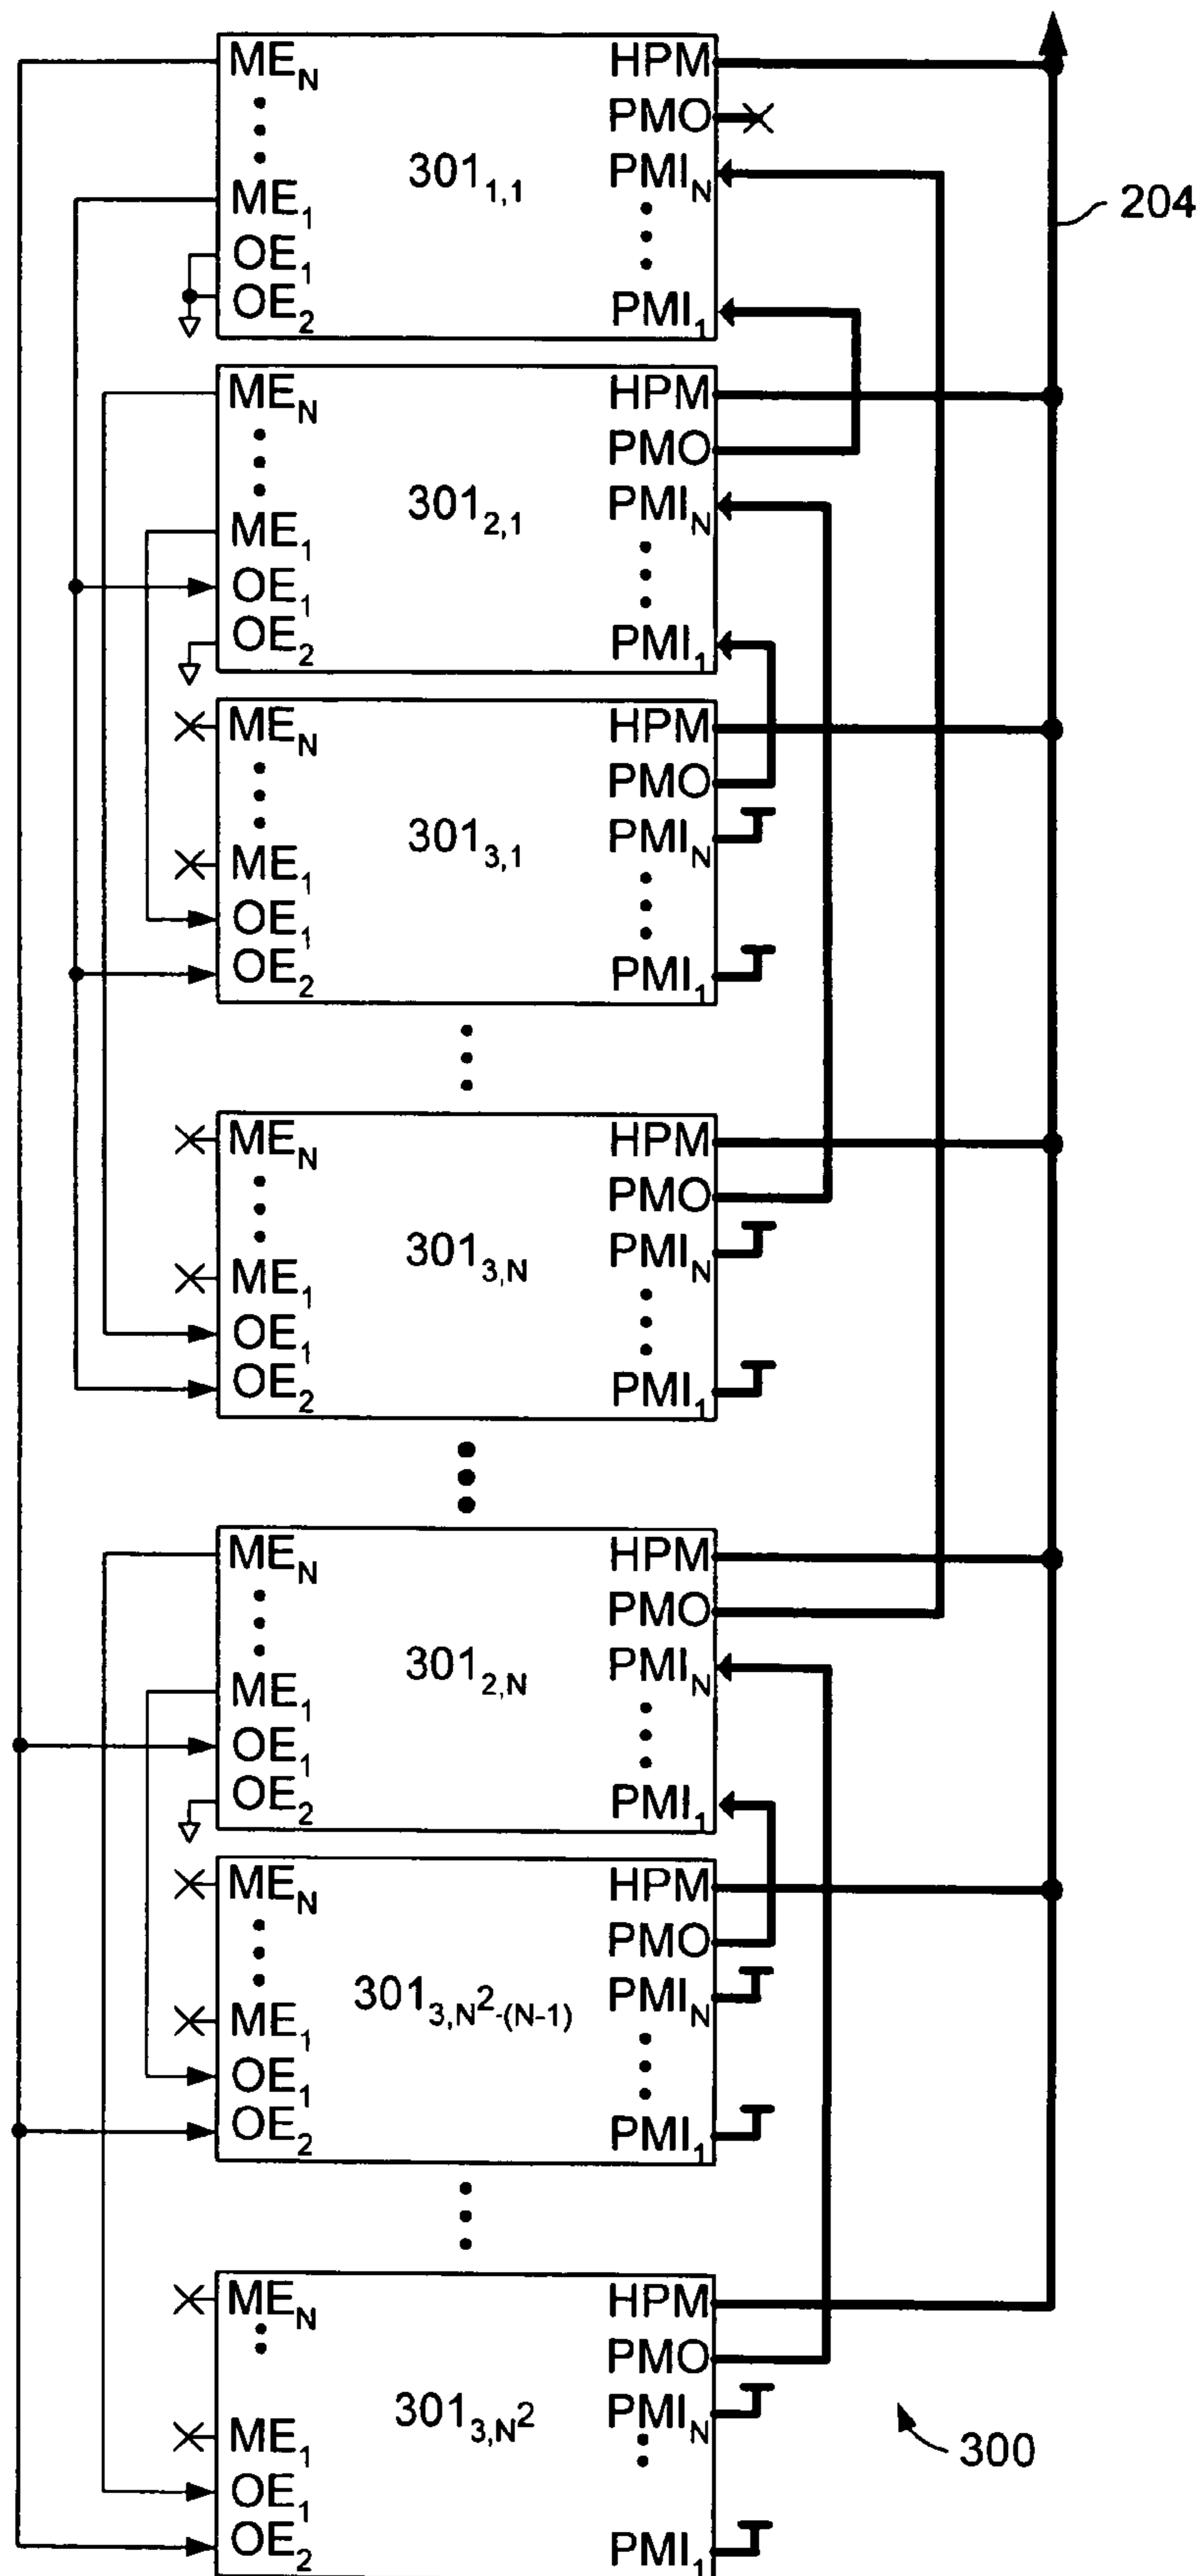 ME_N HPM
PMO
301_1,1 PMI_N
ME_1 204
OE_1
OE_2 PMI_1
ME_N HPM
PMO
301_2,1 PMI_N
ME_1
OE_1
OE_2 PMI_1
ME_N HPM
PMO
301_3,1 PMI_N
ME_1
OE_1
OE_2 PMI_1
ME_N HPM
PMO
301_3,N PMI_N
ME_1
OE_1
OE_2 PMI_1
ME_N HPM
PMO
301_2,N PMI_N
ME_1
OE_1
OE_2 PMI_1
ME_N HPM
PMO
301_3,N²-(N-1) PMI_N
ME_1
OE_1
OE_2 PMI_1
ME_N HPM
PMO
301_3,N² PMI_N
ME_1 300
OE_1
OE_2 PMI_1